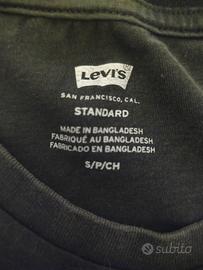 Levi's
SAN FRANCISCO, CAL.
STANDARD
MADE IN BANGLADESH
FABRIQUÉ AU BANGLADESH
FABRICADO EN BANGLADESH
S/P/CH
subito